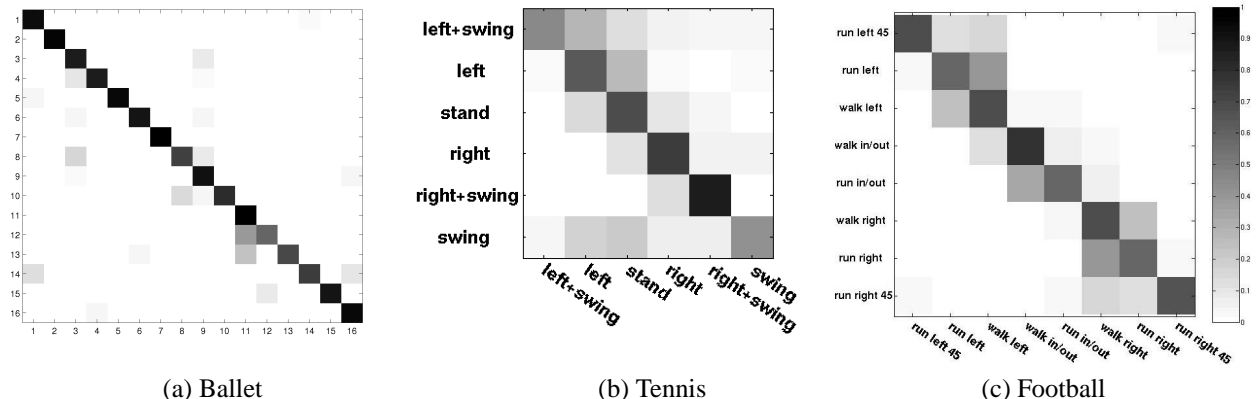 1
2
3
4
5
6
7
8
9
10
11
12
13
14
15
16
1 2 3 4 5 6 7 8 9 10 11 12 13 14 15 16
(a) Ballet
left+swing
left
stand
right
right+swing
swing
left+swing
left
stand
right
right+swing
swing
(b) Tennis
run left 45
run left
walk left
walk in/out
run in/out
walk right
run right
run right 45
run left 45
run left
walk left
walk in/out
run in/out
walk right
run right
run right 45
1
0.9
0.8
0.7
0.6
0.5
0.4
0.3
0.2
0.1
0
(c) Football